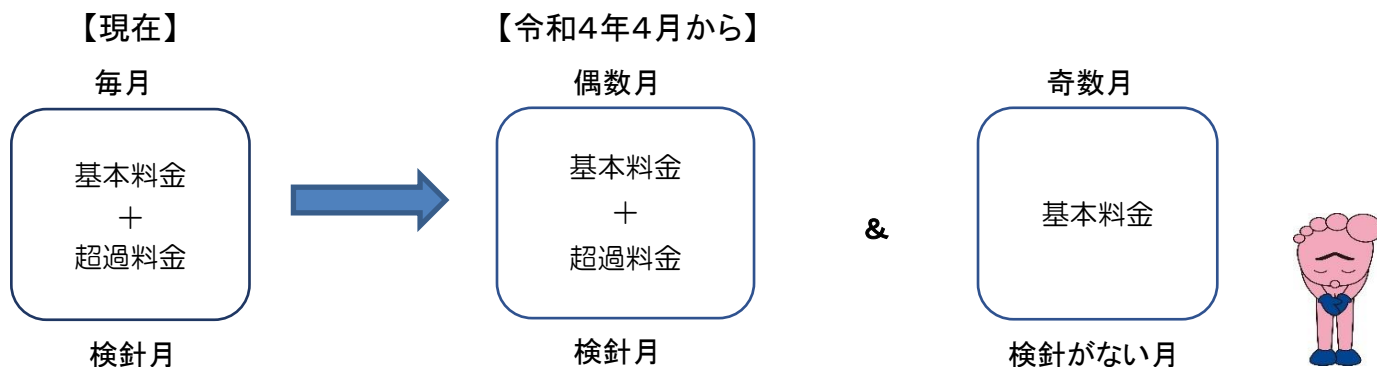 【現在】
【令和4年4月から】
毎月
偶数月
奇数月
基本料金
＋
超過料金
基本料金
＋
超過料金
&
基本料金
検針月
検針月
検針がない月